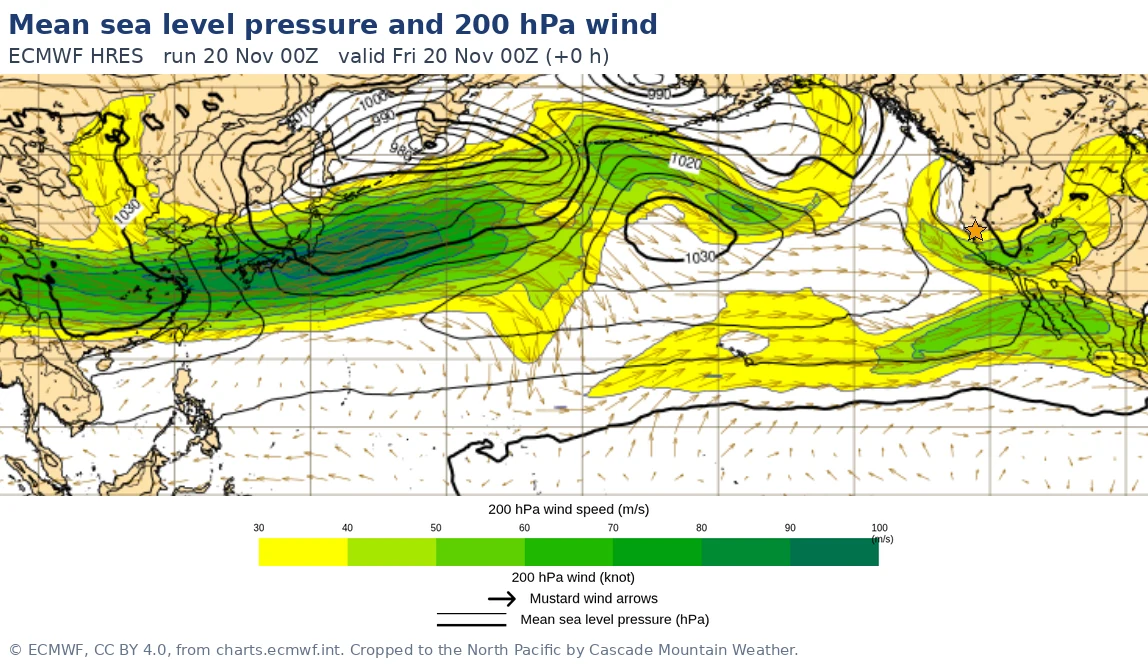 Mean sea level pressure and 200 hPa wind
ECMWF HRES run 20 Nov 00Z valid Fri 20 Nov 00Z (+0 h)
990
1000
1010
990
980
1020
1030
1030
200 hPa wind speed (m/s)
30 40 50 60 70 80 90 100
(m/s)
200 hPa wind (knot)
Mustard wind arrows
Mean sea level pressure (hPa)
© ECMWF, CC BY 4.0, from charts.ecmwf.int. Cropped to the North Pacific by Cascade Mountain Weather.